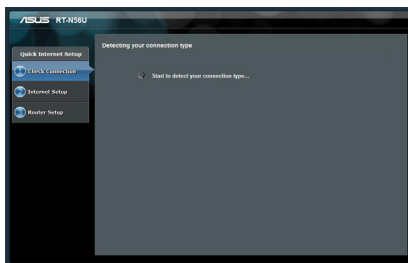 ASUS RT-N56U
Quick Internet Setup
Check Connection
Internet Setup
Router Setup
Detecting your connection type
Start to detect your connection type...